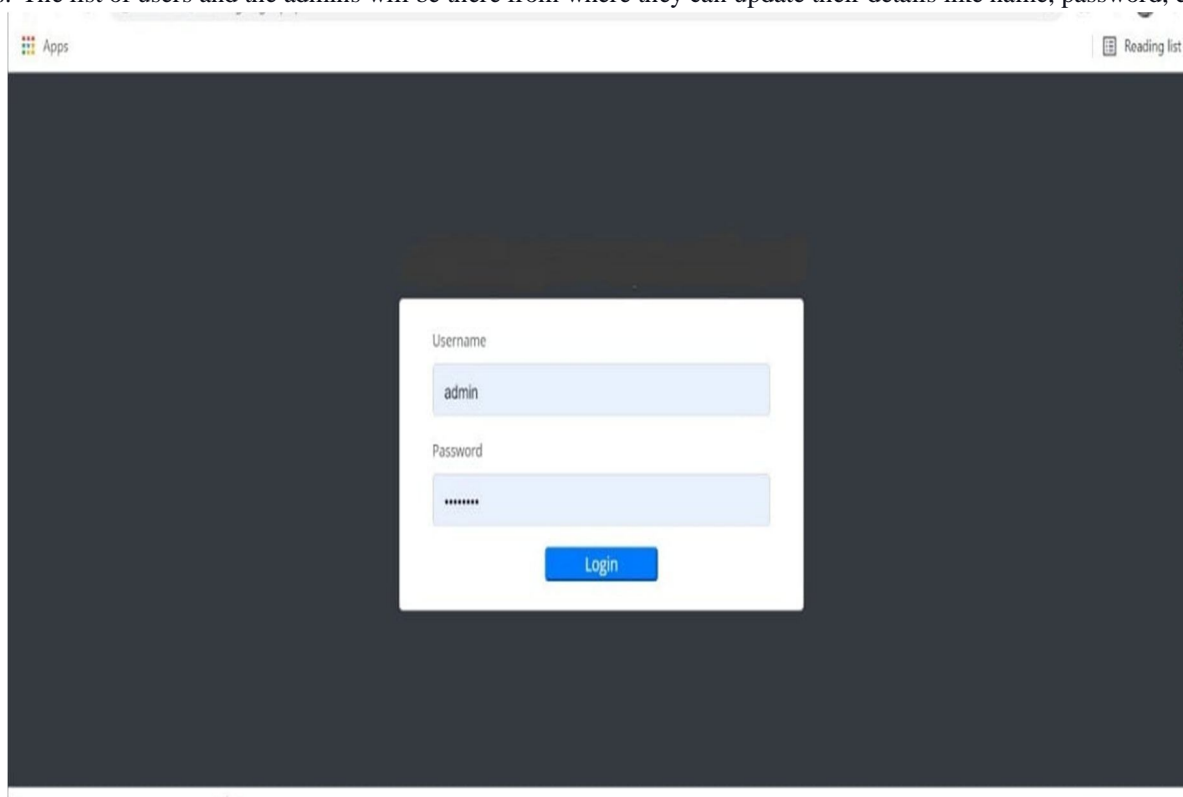 The list of users and the admins will be there from where they can update their details like name, password,
Apps
Reading list
Username
admin
Password
••••••••
Login